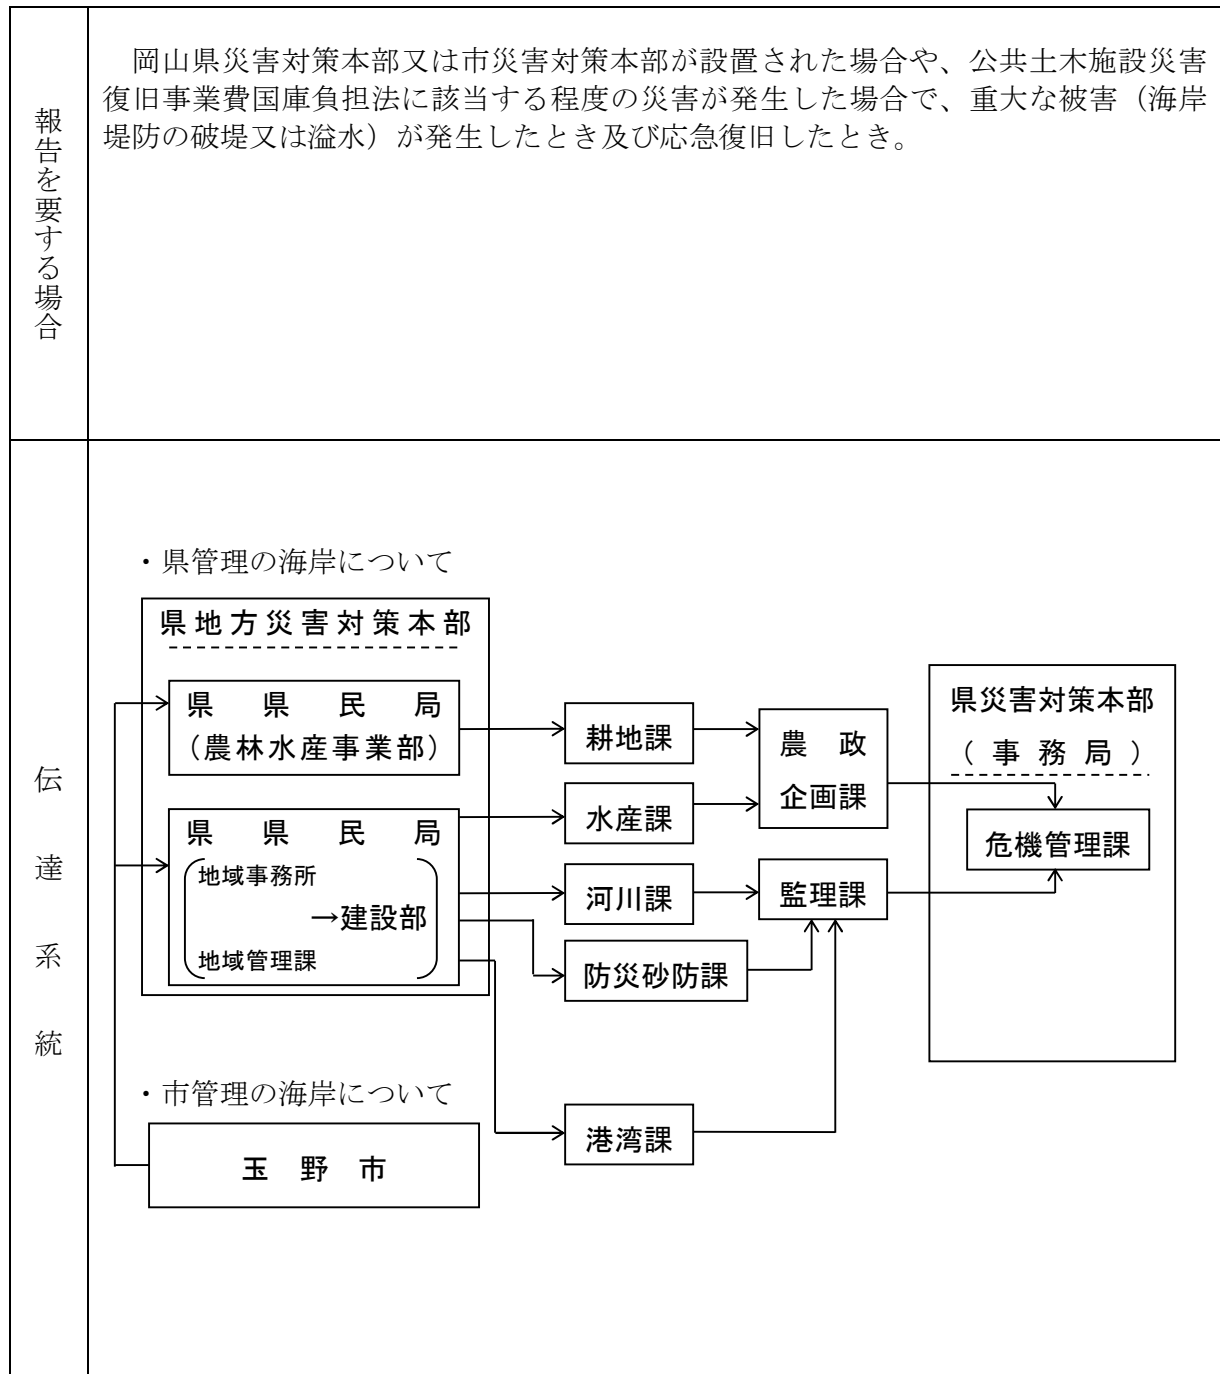 報告を要する場合
岡山県災害対策本部又は市災害対策本部が設置された場合や、公共土木施設災害
復旧事業費国庫負担法に該当する程度の災害が発生した場合で、重大な被害（海岸
堤防の破堤又は溢水）が発生したとき及び応急復旧したとき。
伝達系統
・県管理の海岸について
県地方災害対策本部
県県民局
（農林水産事業部）
県県民局
地域事務所
→建設部
地域管理課
耕地課
水産課
河川課
防災砂防課
港湾課
農政
企画課
監理課
県災害対策本部
（事務局）
危機管理課
・市管理の海岸について
玉野市